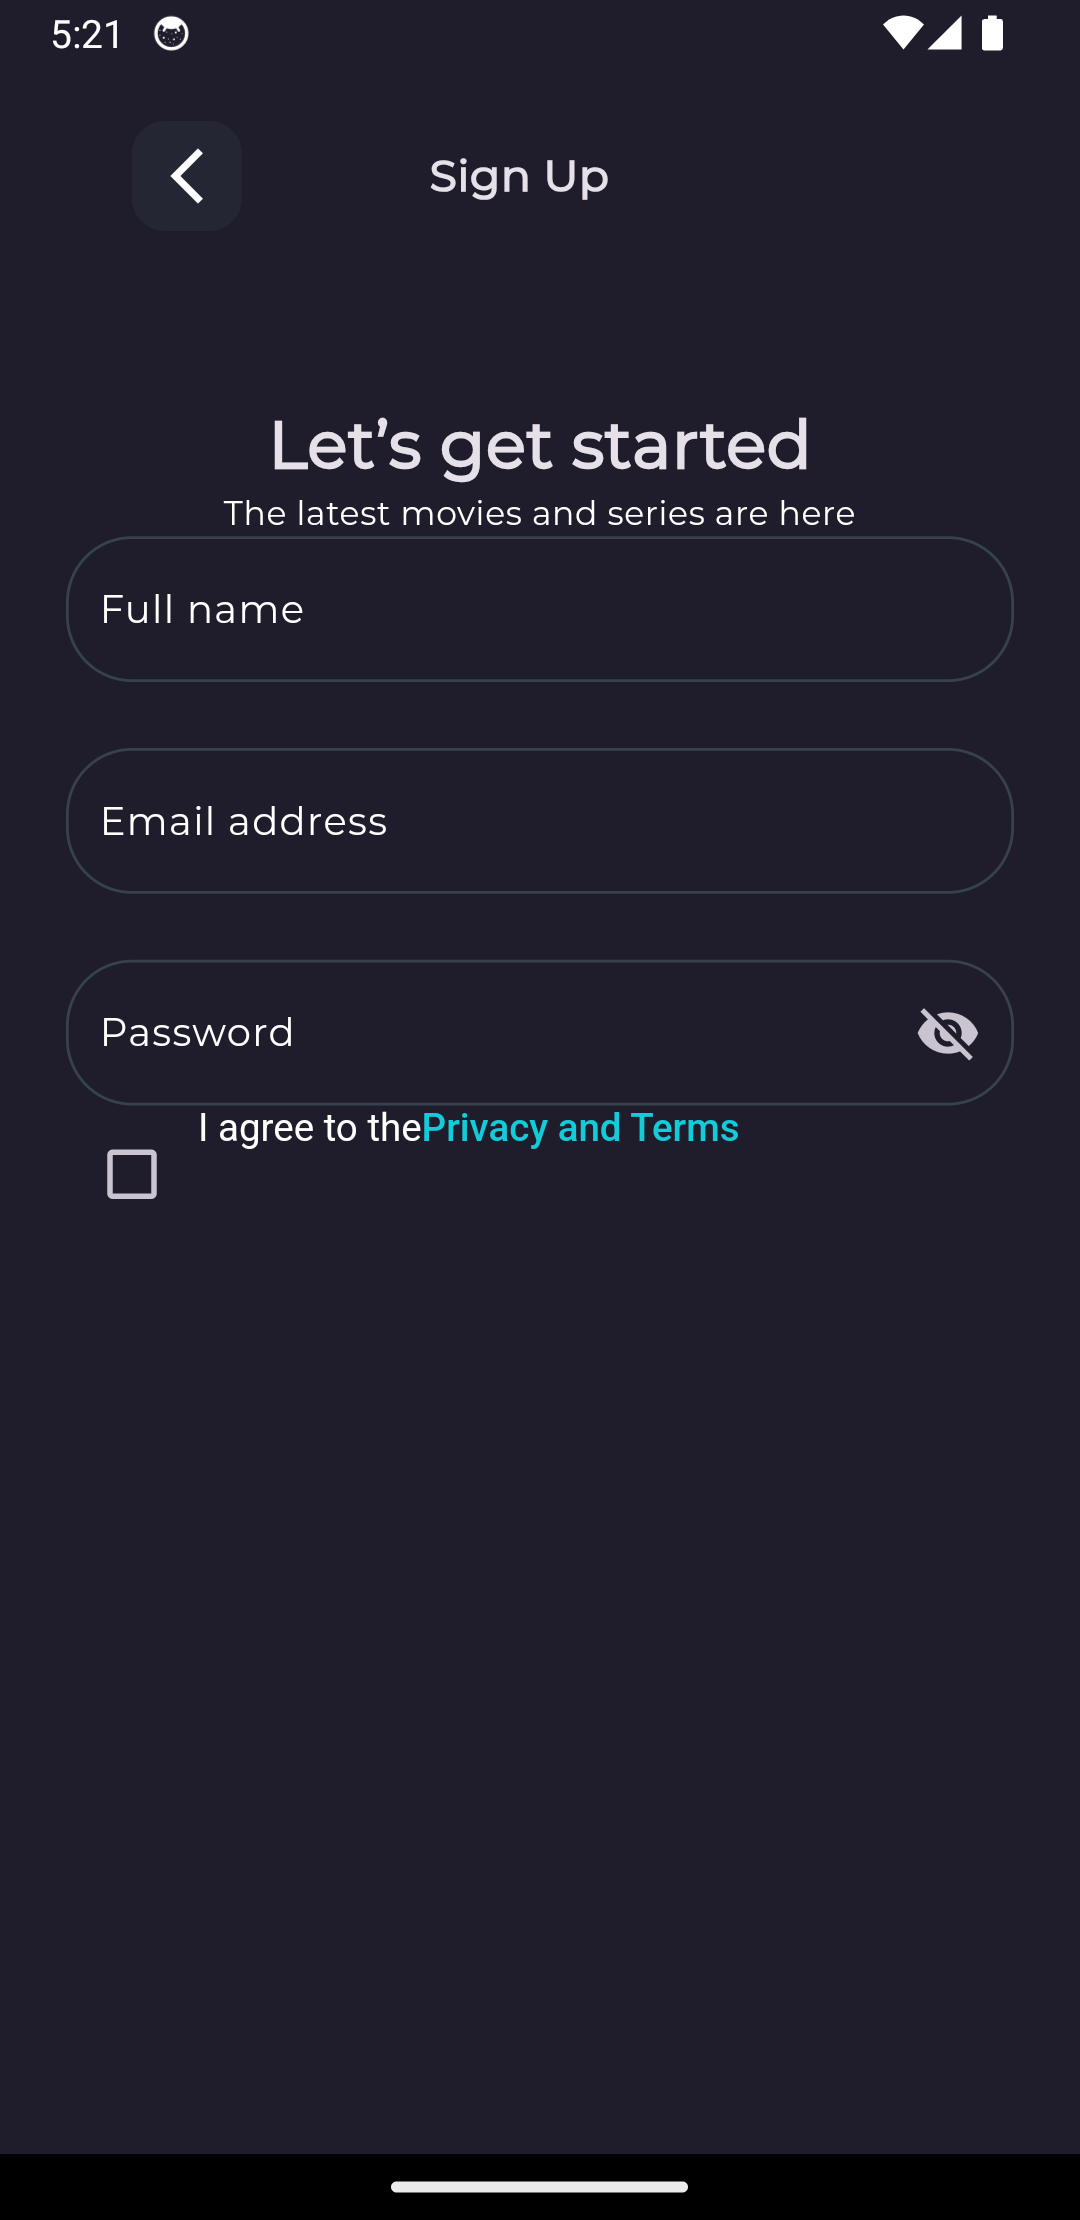 5:21
Sign Up
Let’s get started
The latest movies and series are here
Full name
Email address
Password
I agree to thePrivacy and Terms